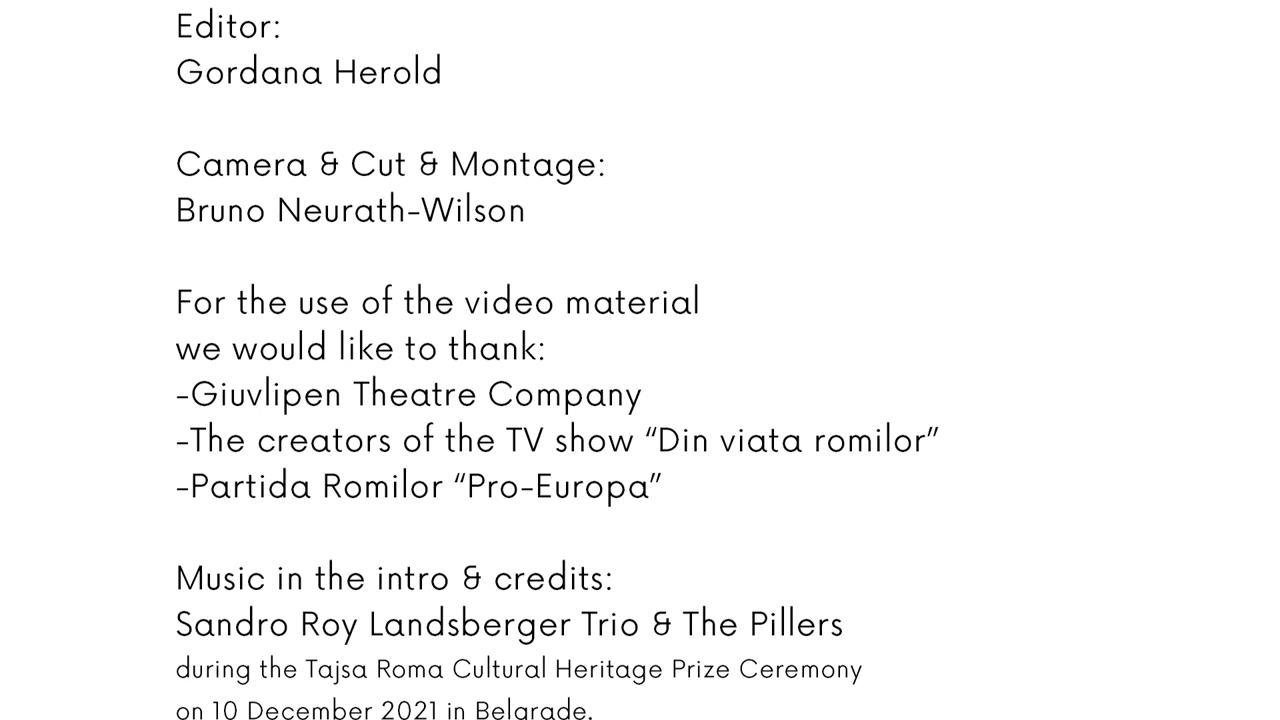 Editor:
Gordana Herold
Camera & Cut & Montage:
Bruno Neurath-Wilson
For the use of the video material
we would like to thank:
-Giuvlipen Theatre Company
-The creators of the TV show “Din viata romilor”
-Partida Romilor “Pro-Europa”
Music in the intro & credits:
Sandro Roy Landsberger Trio & The Pillers
during the Tajsa Roma Cultural Heritage Prize Ceremony
on 10 December 2021 in Belgrade.